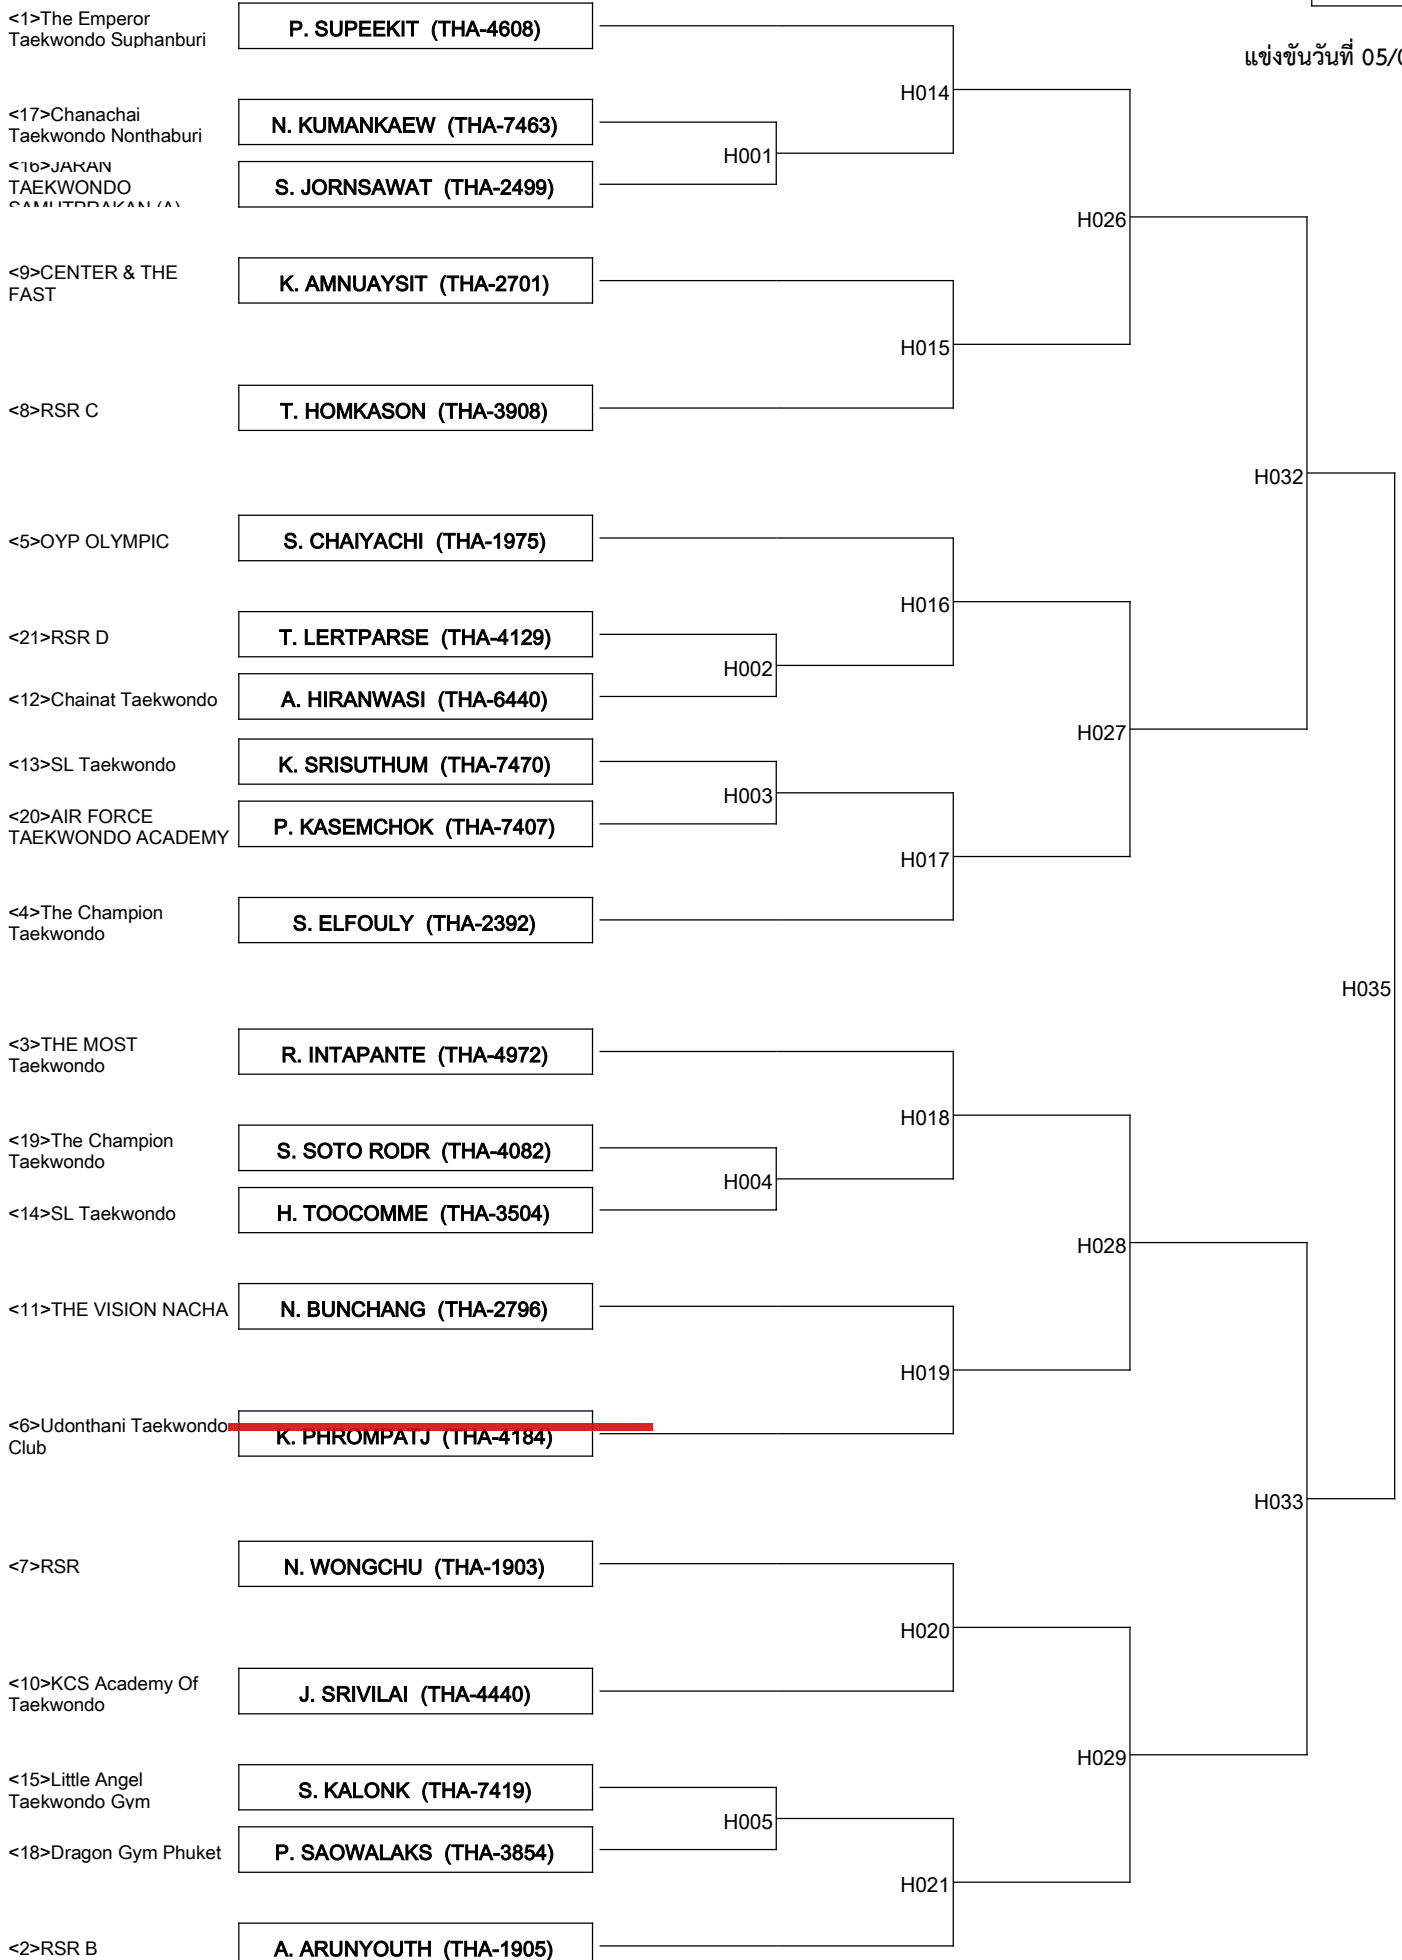 <1>The Emperor
Taekwondo Suphanburi
P. SUPEEKIT (THA-4608)
แข่งขันวันที่ 05/0
H014
<17>Chanachai
Taekwondo Nonthaburi
N. KUMANKAEW (THA-7463)
H001
<16>JARAN
TAEKWONDO
SAMUTPRAKAN (A)
S. JORNSAWAT (THA-2499)
H026
<9>CENTER & THE
FAST
K. AMNUAYSIT (THA-2701)
H015
<8>RSR C
T. HOMKASON (THA-3908)
H032
<5>OYP OLYMPIC
S. CHAIYACHI (THA-1975)
H016
<21>RSR D
T. LERTPARSE (THA-4129)
H002
<12>Chainat Taekwondo
A. HIRANWASI (THA-6440)
H027
<13>SL Taekwondo
K. SRISUTHUM (THA-7470)
H003
<20>AIR FORCE
TAEKWONDO ACADEMY
P. KASEMCHOK (THA-7407)
H017
<4>The Champion
Taekwondo
S. ELFOULY (THA-2392)
H035
<3>THE MOST
Taekwondo
R. INTAPANTE (THA-4972)
H018
<19>The Champion
Taekwondo
S. SOTO RODR (THA-4082)
H004
<14>SL Taekwondo
H. TOOCOMME (THA-3504)
H028
<11>THE VISION NACHA
N. BUNCHANG (THA-2796)
H019
<6>Udonthani Taekwondo
Club
K. PHROMPATJ (THA-4184)
H033
<7>RSR
N. WONGCHU (THA-1903)
H020
<10>KCS Academy Of
Taekwondo
J. SRIVILAI (THA-4440)
H029
<15>Little Angel
Taekwondo Gym
S. KALONK (THA-7419)
H005
<18>Dragon Gym Phuket
P. SAOWALAKS (THA-3854)
H021
<2>RSR B
A. ARUNYOUTH (THA-1905)